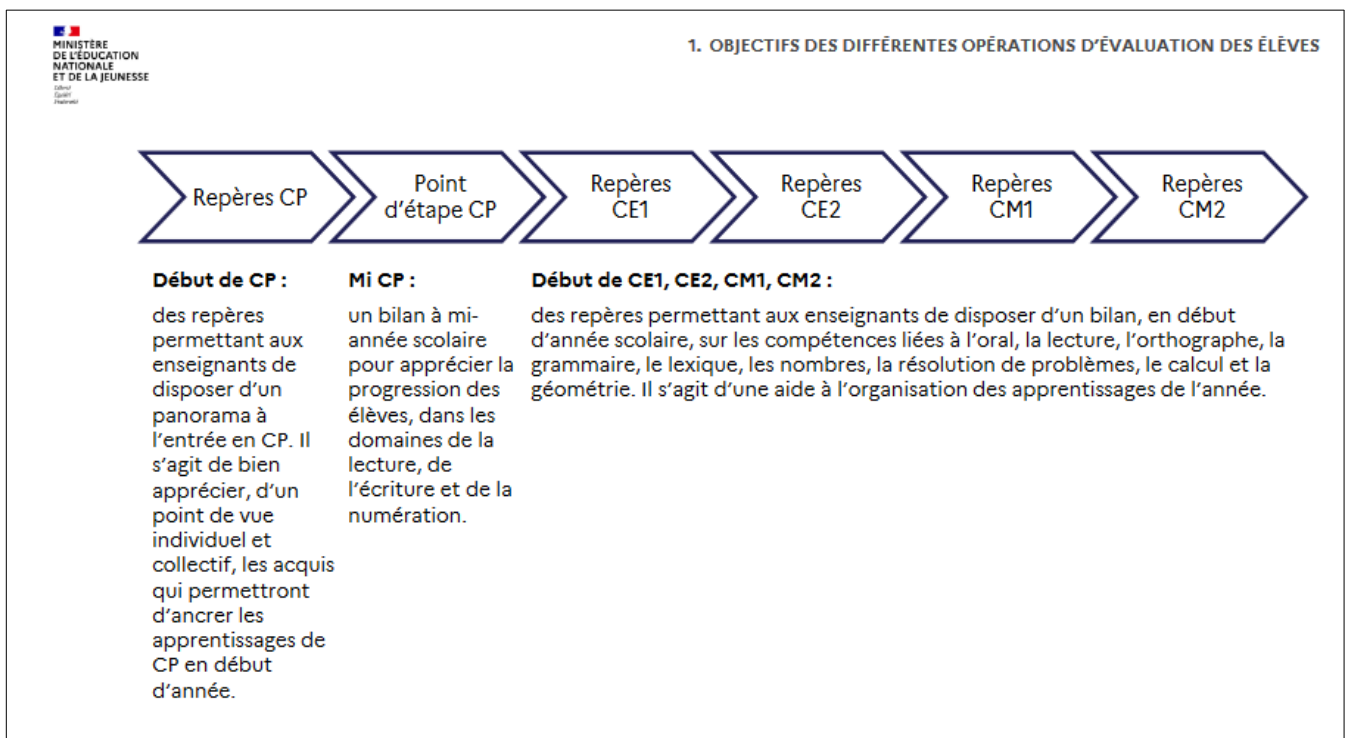 MINISTÈRE
DE L'ÉDUCATION
NATIONALE
ET DE LA JEUNESSE
Liberté
Égalité
Fraternité
1. OBJECTIFS DES DIFFÉRENTES OPÉRATIONS D'ÉVALUATION DES ÉLÈVES
Repères CP
Point
d'étape CP
Repères
CE1
Repères
CE2
Repères
CM1
Repères
CM2
Début de CP :
des repères
permettant aux
enseignants de
disposer d'un
panorama à
l'entrée en CP. Il
s'agit de bien
apprécier, d'un
point de vue
individuel et
collectif, les acquis
qui permettront
d'ancrer les
apprentissages de
CP en début
d'année.
Mi CP :
un bilan à mi-
année scolaire
pour apprécier la
progression des
élèves, dans les
domaines de la
lecture, de
l'écriture et de la
numération.
Début de CE1, CE2, CM1, CM2 :
des repères permettant aux enseignants de disposer d'un bilan, en début
d'année scolaire, sur les compétences liées à l'oral, la lecture, l'orthographe, la
grammaire, le lexique, les nombres, la résolution de problèmes, le calcul et la
géométrie. Il s'agit d'une aide à l'organisation des apprentissages de l'année.